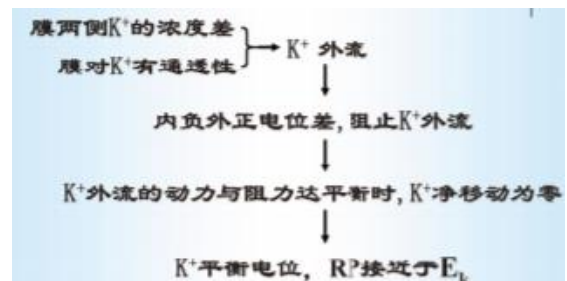 膜两侧K⁺的浓度差
膜对K⁺有通透性
K⁺ 外流
内负外正电位差,阻止K⁺外流
K⁺外流的动力与阻力达平衡时,K⁺净移动为零
K⁺平衡电位, RP接近于Eₖ